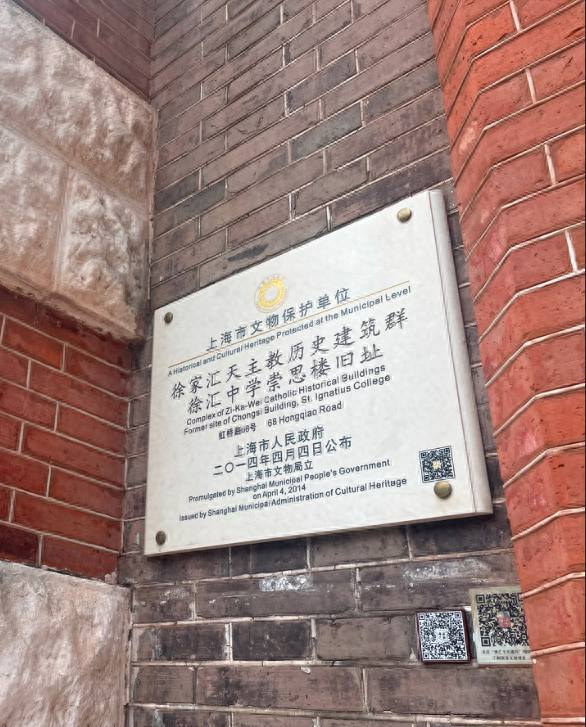 上海市文物保护单位
A Historical and Cultural Heritage Protected at the Municipal Level
徐家汇天主教历史建筑群
徐汇中学崇思楼旧址
Complex of Zi-Ka-Wei Catholic Historical Buildings
Former site of Chongsi Building, St. Ignatius College
虹桥路68号 68 Hongqiao Road
上海市人民政府
二〇一四年四月四日公布
上海市文物局立
Promulgated by Shanghai Municipal People's Government
on April 4, 2014
Issued by Shanghai Municipal Administration of Cultural Heritage